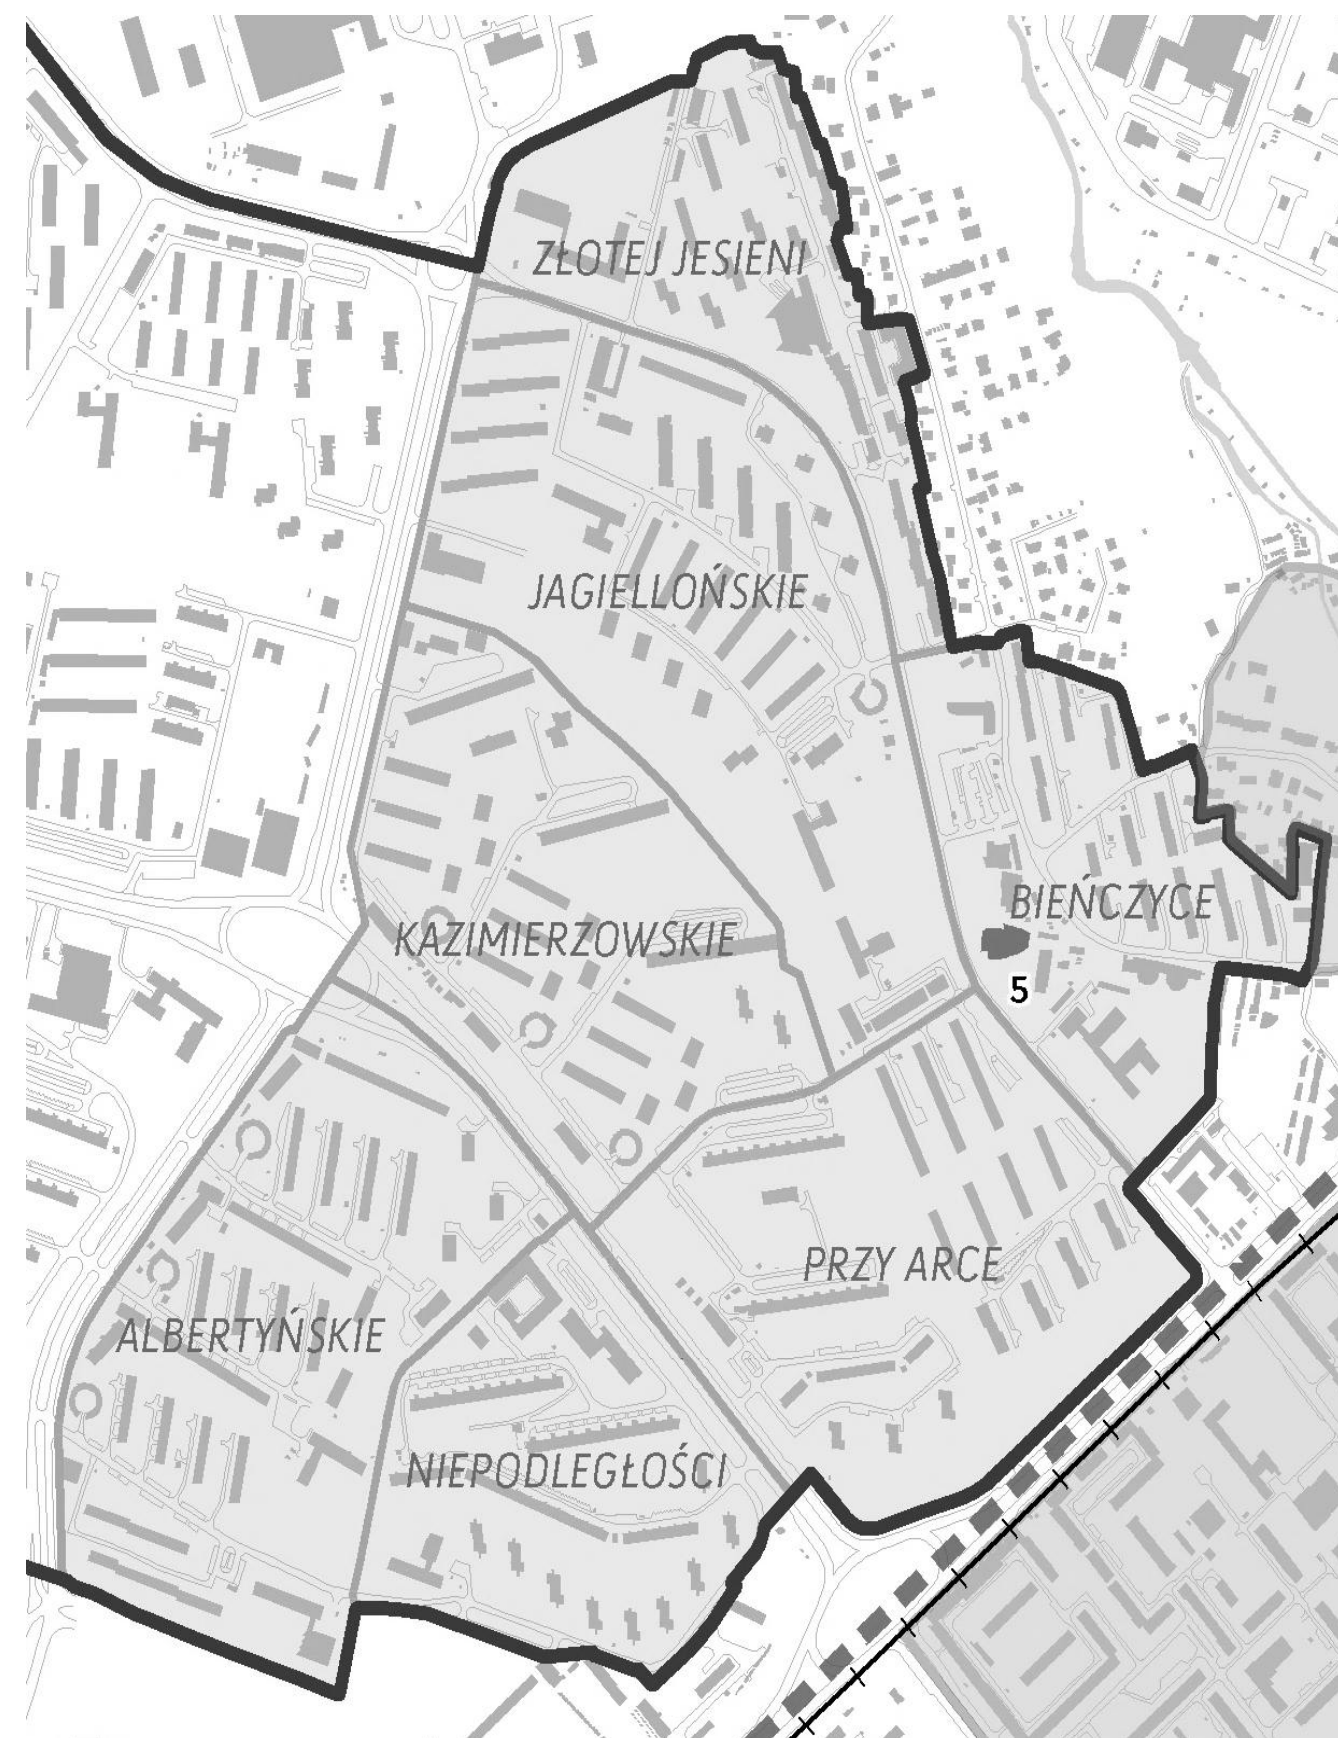 ZŁOTEJ JESIENI
JAGIELLOŃSKIE
BIEŃCZYCE
KAZIMIERZOWSKIE
5
PRZY ARCE
ALBERTYŃSKIE
NIEPODLEGŁOŚCI